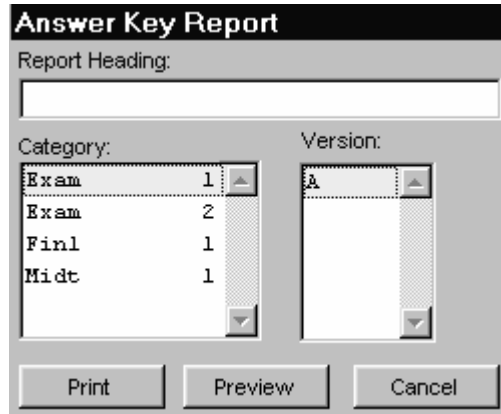 Answer Key Report
Report Heading:
Category:
Version:
Exam 1
A
Exam 2
Finl 1
Midt 1
Print
Preview
Cancel